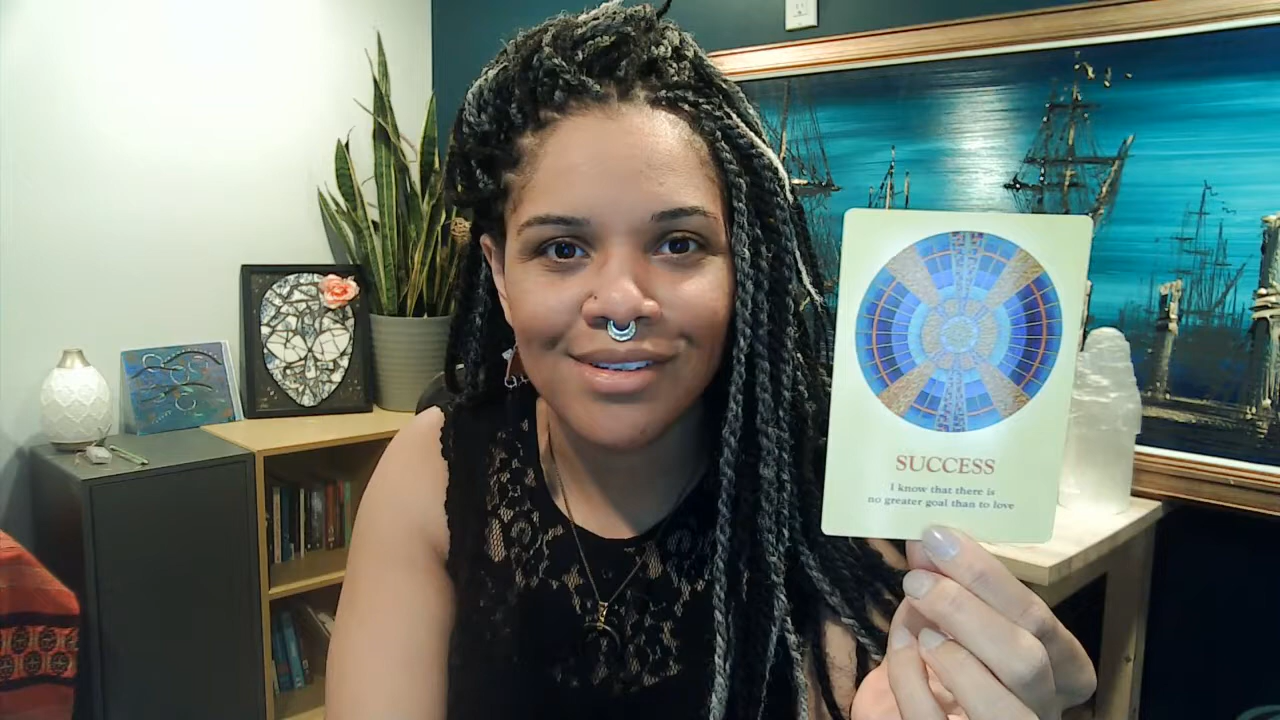 SUCCESS
I know that there is
no greater goal than to love